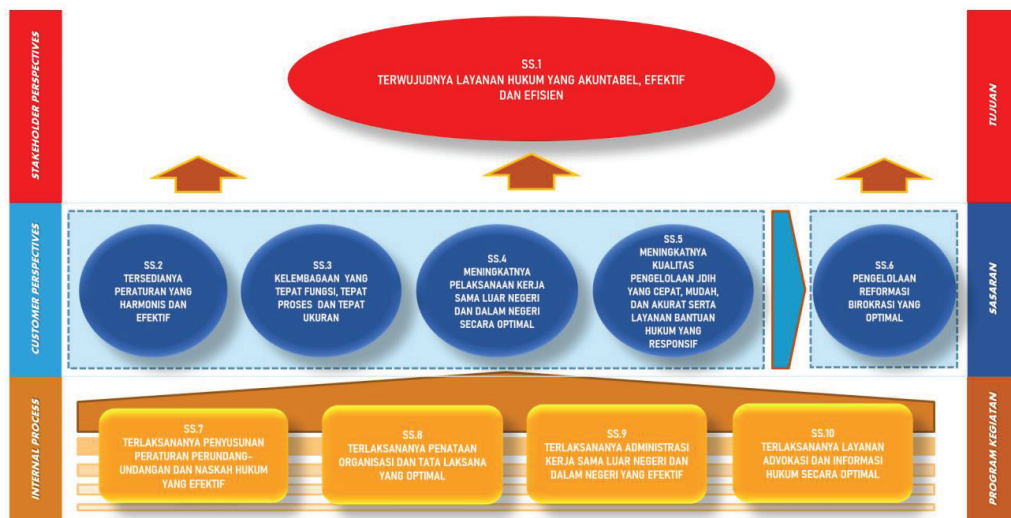 STAKEHOLDER PERSPECTIVES
SS.1
TERWUJUDNYA LAYANAN HUKUM YANG AKUNTABEL, EFEKTIF
DAN EFISIEN
TUJUAN
CUSTOMER PERSPECTIVES
SS.2
TERSEDIANYA
PERATURAN YANG
HARMONIS DAN
EFEKTIF
SS.3
KELEMBAGAAN YANG
TEPAT FUNGSI, TEPAT
PROSES DAN TEPAT
UKURAN
SS.4
MENINGKATNYA
PELAKSANAAN KERJA
SAMA LUAR NEGERI
DAN DALAM NEGERI
SECARA OPTIMAL
SS.5
MENINGKATNYA
KUALITAS
PENGELOLAAN JDIH
YANG CEPAT, MUDAH,
DAN AKURAT SERTA
LAYANAN BANTUAN
HUKUM YANG
RESPONSIF
SS.6
PENGELOLAAN
REFORMASI
BIROKRASI YANG
OPTIMAL
SASARAN
INTERNAL PROCESS
SS.7
TERLAKSANANYA PENYUSUNAN
PERATURAN PERUNDANG-
UNDANGAN DAN NASKAH HUKUM
YANG EFEKTIF
SS.8
TERLAKSANANYA PENATAAN
ORGANISASI DAN TATA LAKSANA
YANG OPTIMAL
SS.9
TERLAKSANANYA ADMINISTRASI
KERJA SAMA LUAR NEGERI DAN
DALAM NEGERI YANG EFEKTIF
SS.10
TERLAKSANANYA LAYANAN
ADVOKASI DAN INFORMASI
HUKUM SECARA OPTIMAL
PROGRAM KEGIATAN